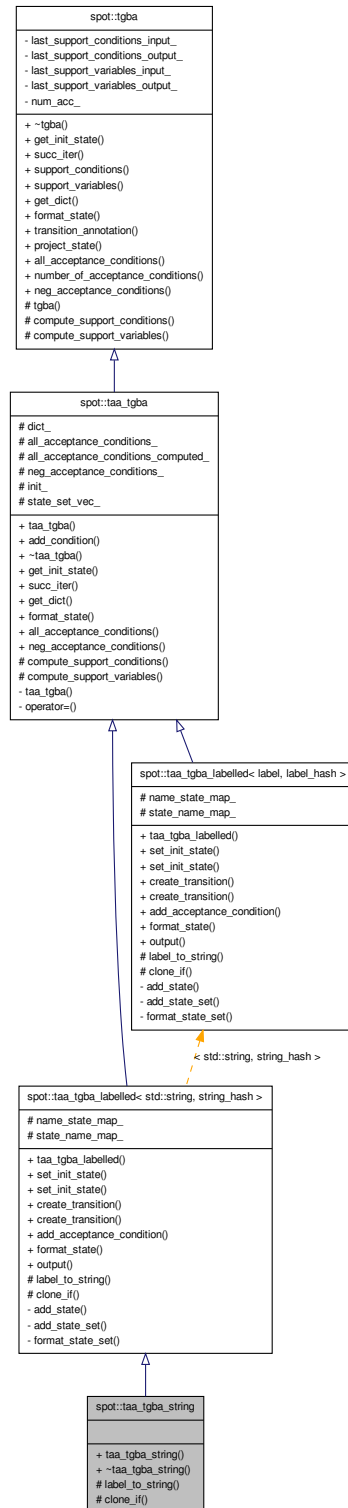 spot::tgba
- last_support_conditions_input_
- last_support_conditions_output_
- last_support_variables_input_
- last_support_variables_output_
- num_acc_
+ ~tgba()
+ get_init_state()
+ succ_iter()
+ support_conditions()
+ support_variables()
+ get_dict()
+ format_state()
+ transition_annotation()
+ project_state()
+ all_acceptance_conditions()
+ number_of_acceptance_conditions()
+ neg_acceptance_conditions()
# tgba()
# compute_support_conditions()
# compute_support_variables()
spot::taa_tgba
# dict_
# all_acceptance_conditions_
# all_acceptance_conditions_computed_
# neg_acceptance_conditions_
# init_
# state_set_vec_
+ taa_tgba()
+ add_condition()
+ ~taa_tgba()
+ get_init_state()
+ succ_iter()
+ get_dict()
+ format_state()
+ all_acceptance_conditions()
+ neg_acceptance_conditions()
# compute_support_conditions()
# compute_support_variables()
- taa_tgba()
- operator=()
spot::taa_tgba_labelled< label, label_hash >
# name_state_map_
# state_name_map_
+ taa_tgba_labelled()
+ set_init_state()
+ set_init_state()
+ create_transition()
+ create_transition()
+ add_acceptance_condition()
+ format_state()
+ output()
# label_to_string()
# clone_if()
- add_state()
- add_state_set()
- format_state_set()
< std::string, string_hash >
spot::taa_tgba_labelled< std::string, string_hash >
# name_state_map_
# state_name_map_
+ taa_tgba_labelled()
+ set_init_state()
+ set_init_state()
+ create_transition()
+ create_transition()
+ add_acceptance_condition()
+ format_state()
+ output()
# label_to_string()
# clone_if()
- add_state()
- add_state_set()
- format_state_set()
spot::taa_tgba_string
+ taa_tgba_string()
+ ~taa_tgba_string()
# label_to_string()
# clone_if()